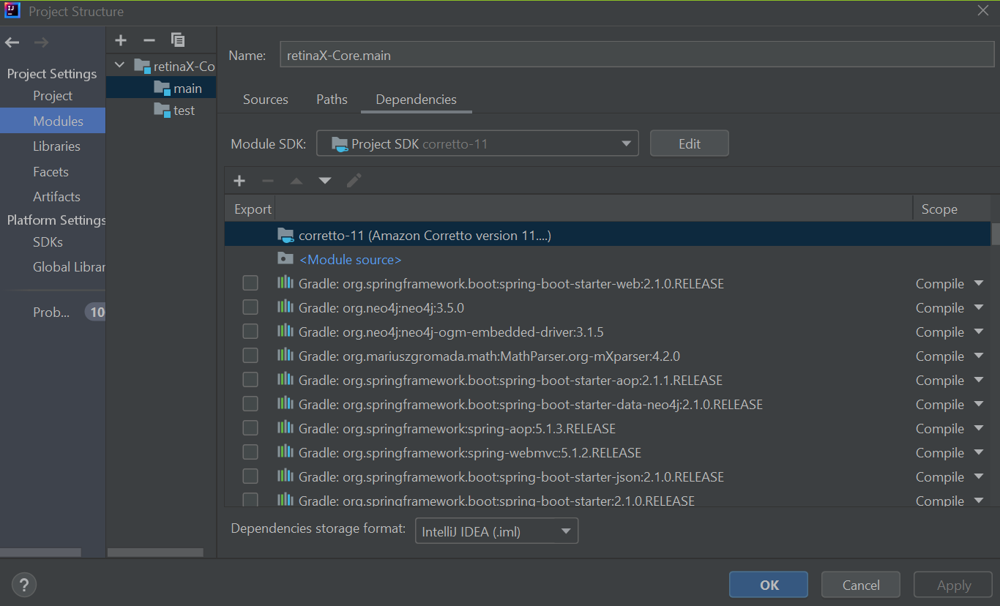 Project Structure
Project Settings
Project
Modules
Libraries
Facets
Artifacts
Platform Settings
SDKs
Global Librar
Prob... 10
retinaX-Co
main
test
Name: retinaX-Core.main
Sources Paths Dependencies
Module SDK: Project SDK corretto-11 Edit
Export Scope
corretto-11 (Amazon Corretto version 11....)
<Module source>
Gradle: org.springframework.boot:spring-boot-starter-web:2.1.0.RELEASE Compile
Gradle: org.neo4j:neo4j:3.5.0 Compile
Gradle: org.neo4j:neo4j-ogm-embedded-driver:3.1.5 Compile
Gradle: org.mariuszgromada.math:MathParser.org-mXparser:4.2.0 Compile
Gradle: org.springframework.boot:spring-boot-starter-aop:2.1.1.RELEASE Compile
Gradle: org.springframework.boot:spring-boot-starter-data-neo4j:2.1.0.RELEASE Compile
Gradle: org.springframework:spring-aop:5.1.3.RELEASE Compile
Gradle: org.springframework:spring-webmvc:5.1.2.RELEASE Compile
Gradle: org.springframework.boot:spring-boot-starter-json:2.1.0.RELEASE Compile
Gradle: org.springframework.boot:spring-boot-starter:2.1.0.RELEASE Compile
Dependencies storage format: IntelliJ IDEA (.iml)
? OK Cancel Apply